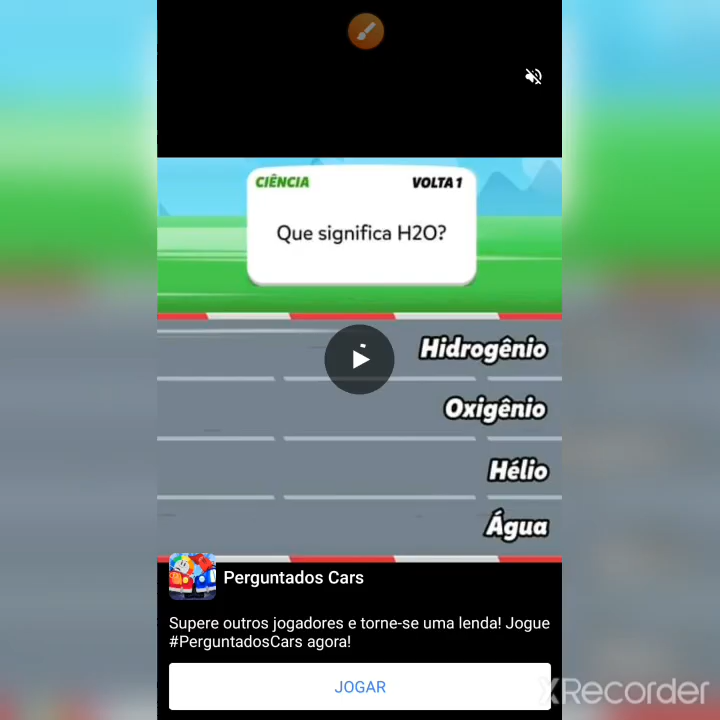 CIÊNCIA
VOLTA 1
Que significa H2O?
Hidrogênio
Oxigênio
Hélio
Água
Perguntados Cars
Supere outros jogadores e torne-se uma lenda! Jogue
#PerguntadosCars agora!
JOGAR
XRecorder